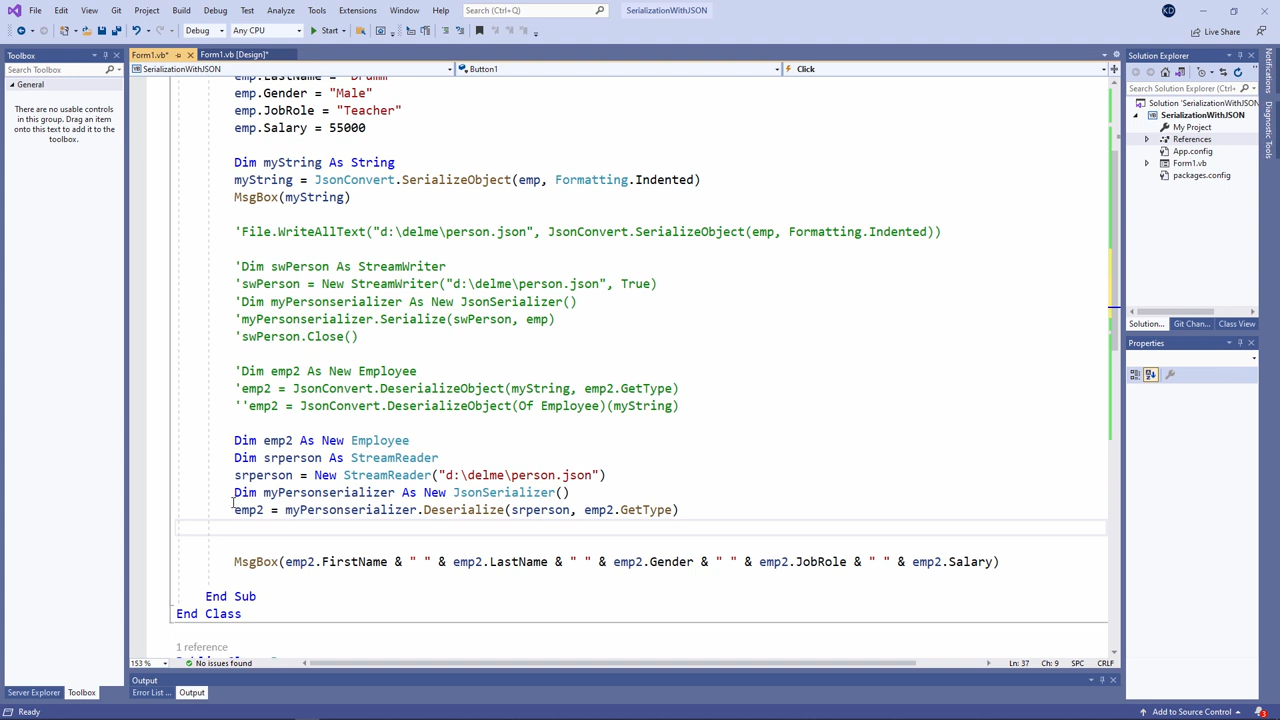 File Edit View Git Project Build Debug Test Analyze Tools Extensions Window Help Search (Ctrl+Q) SerializationWithJSON KD
Debug Any CPU Start Live Share
Toolbox
Search Toolbox
General
There are no usable controls
in this group. Drag an item
onto this text to add it to the
toolbox.
Form1.vb* Form1.vb [Design]*
SerializationWithJSON Button1 Click
emp.Gender = "Male"
emp.JobRole = "Teacher"
emp.Salary = 55000
Dim myString As String
myString = JsonConvert.SerializeObject(emp, Formatting.Indented)
MsgBox(myString)
'File.WriteAllText("d:\delme\person.json", JsonConvert.SerializeObject(emp, Formatting.Indented))
'Dim swPerson As StreamWriter
'swPerson = New StreamWriter("d:\delme\person.json", True)
'Dim myPersonserializer As New JsonSerializer()
'myPersonserializer.Serialize(swPerson, emp)
'swPerson.Close()
'Dim emp2 As New Employee
'emp2 = JsonConvert.DeserializeObject(myString, emp2.GetType)
''emp2 = JsonConvert.DeserializeObject(Of Employee)(myString)
Dim emp2 As New Employee
Dim srperson As StreamReader
srperson = New StreamReader("d:\delme\person.json")
Dim myPersonserializer As New JsonSerializer()
emp2 = myPersonserializer.Deserialize(srperson, emp2.GetType)
MsgBox(emp2.FirstName & " " & emp2.LastName & " " & emp2.Gender & " " & emp2.JobRole & " " & emp2.Salary)
End Sub
End Class
1 reference
153 % No issues found Ln: 37 Ch: 9 SPC CRLF
Output
Error List ... Output
Server Explorer Toolbox
Solution Explorer
Search Solution Explorer (Ctrl+
Solution 'SerializationWithJSON
SerializationWithJSON
My Project
References
App.config
Form1.vb
packages.config
Solution... Git Chan... Class View
Properties
Notifications
Diagnostic Tools
Ready Add to Source Control 3